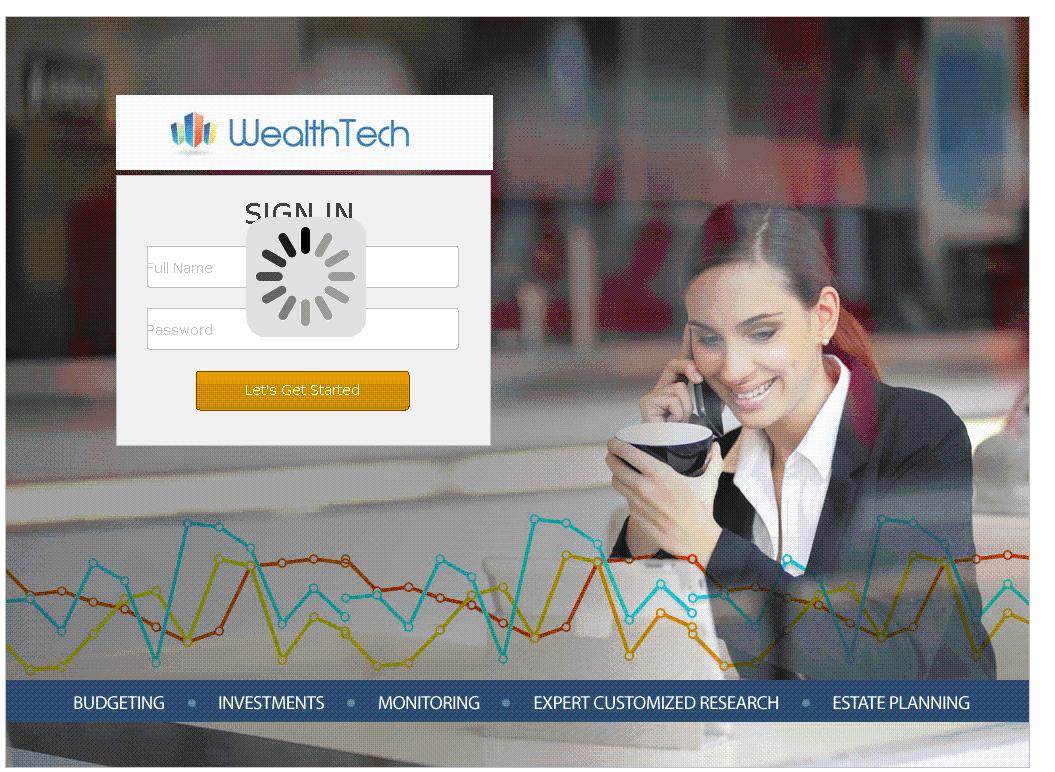 WealthTech
SIGN IN
Full Name
Password
Let's Get Started
BUDGETING • INVESTMENTS • MONITORING • EXPERT CUSTOMIZED RESEARCH • ESTATE PLANNING